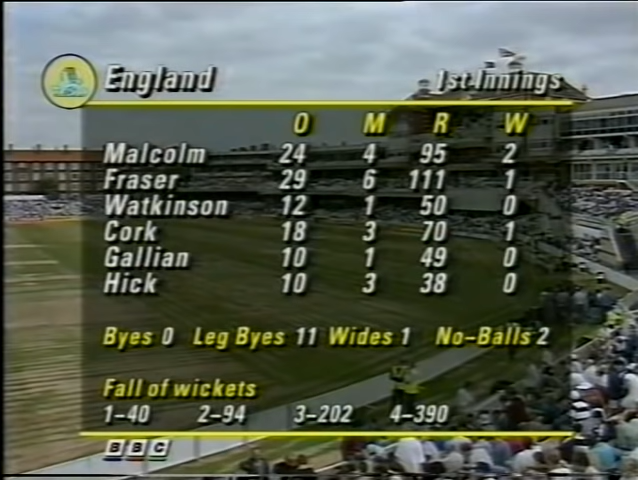 England 1st Innings
O M R W
Malcolm 24 4 95 2
Fraser 29 6 111 1
Watkinson 12 1 50 0
Cork 18 3 70 1
Gallian 10 1 49 0
Hick 10 3 38 0
Byes 0 Leg Byes 11 Wides 1 No-Balls 2
Fall of wickets
1-40 2-94 3-202 4-390
BBC